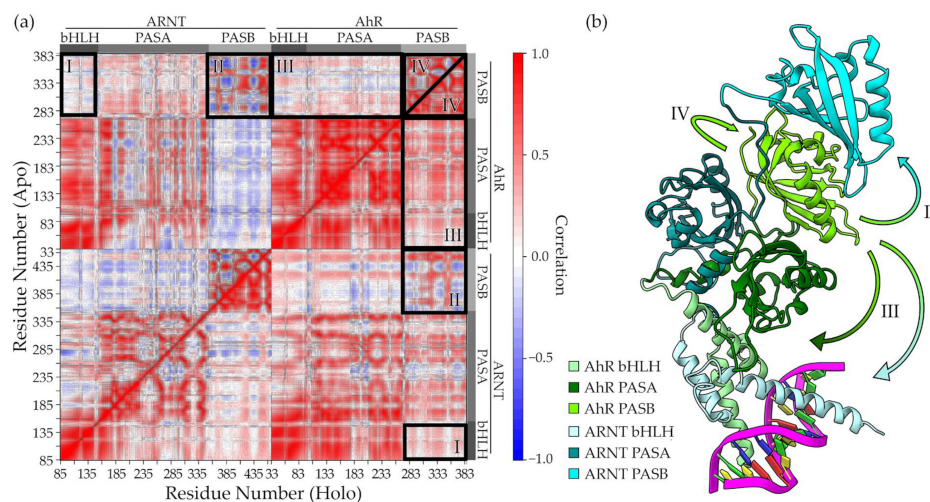 (a)
ARNT AhR
bHLH PASA PASB bHLH PASA PASB
383
333
283
233
183
133
83
33
435
385
335
285
235
185
135
85
Residue Number (Apo)
I II III IV
IV
III
II
I
PASB
PASA
bHLH
AhR
PASB
PASA
bHLH
ARNT
85 135 185 235 285 335 385 435 33 83 133 183 233 283 333 383
Residue Number (Holo)
1.0
0.5
0.0
−0.5
−1.0
Correlation
(b)
IV
I
III
AhR bHLH
AhR PASA
AhR PASB
ARNT bHLH
ARNT PASA
ARNT PASB